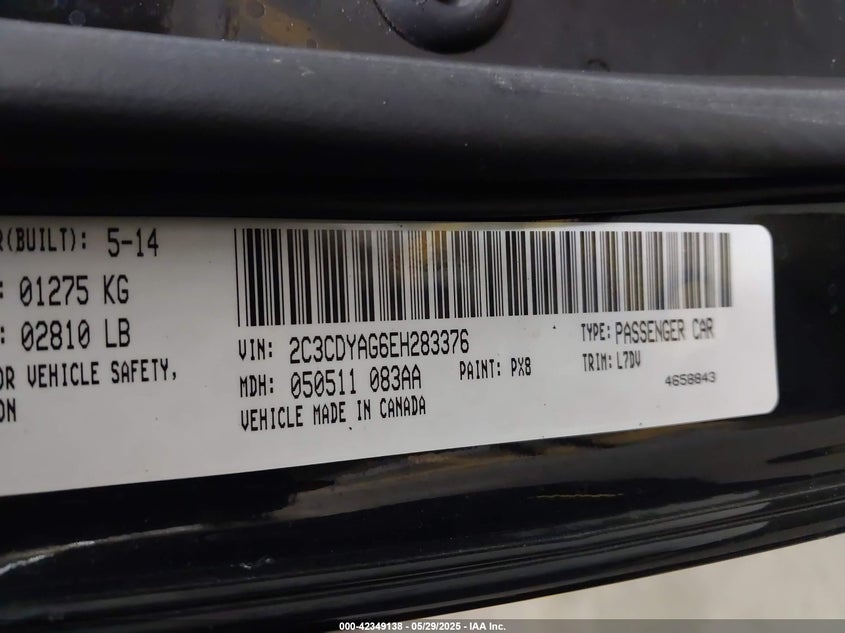 R(BUILT): 5-14
: 01275 KG
: 02810 LB
OR VEHICLE SAFETY,
ON
VIN: 2C3CDYAG6EH283376
TYPE: PASSENGER CAR
MDH: 050511 083AA
PAINT: PX8
TRIM: L7DV
VEHICLE MADE IN CANADA
4658843
000-42349138 - 05/29/2025 - IAA Inc.